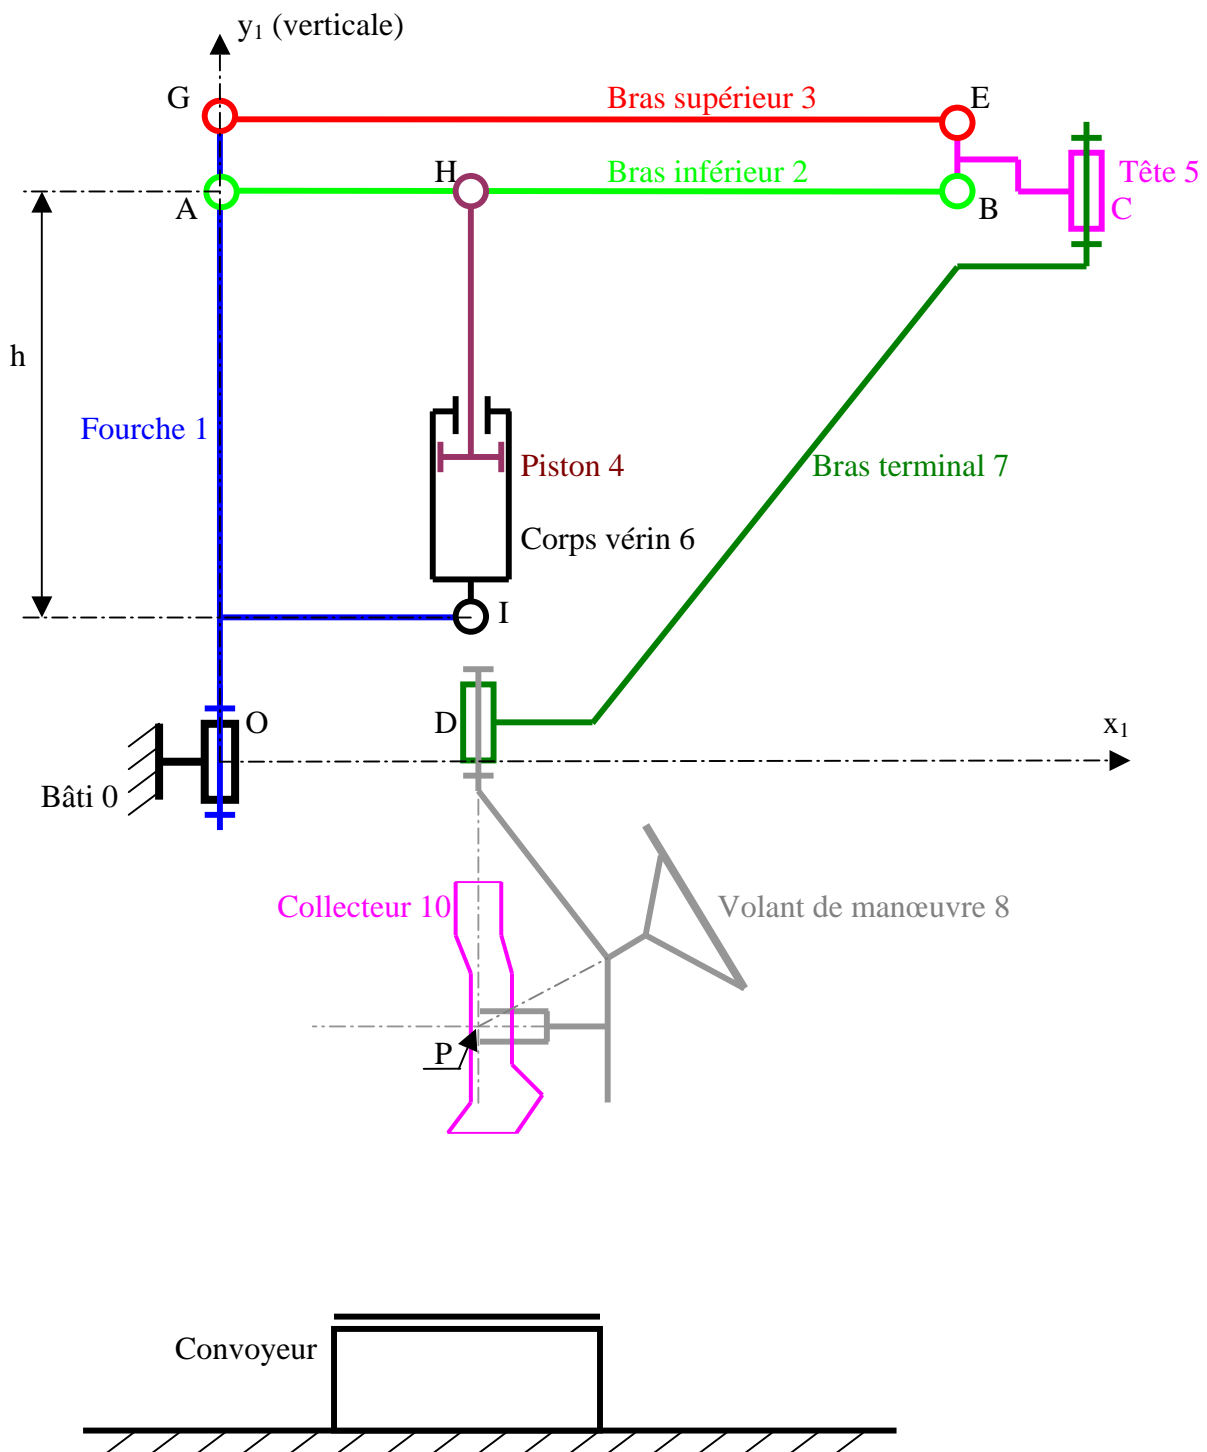 y₁ (verticale)
G
Bras supérieur 3
E
H
Bras inférieur 2
Tête 5
A
B
C
h
Fourche 1
Piston 4
Bras terminal 7
Corps vérin 6
I
O
D
x₁
Bâti 0
Collecteur 10
Volant de manœuvre 8
P
Convoyeur